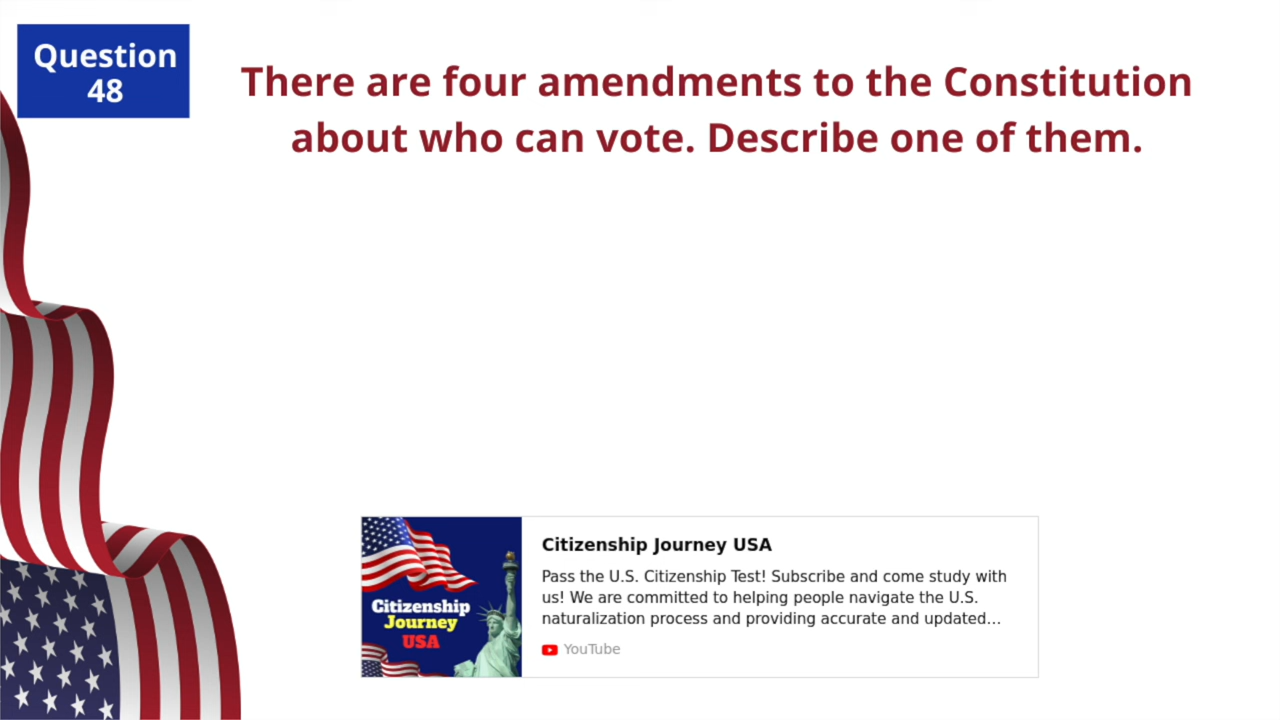 Question
48
There are four amendments to the Constitution
about who can vote. Describe one of them.
Citizenship
Journey
USA
Citizenship Journey USA
Pass the U.S. Citizenship Test! Subscribe and come study with
us! We are committed to helping people navigate the U.S.
naturalization process and providing accurate and updated...
YouTube